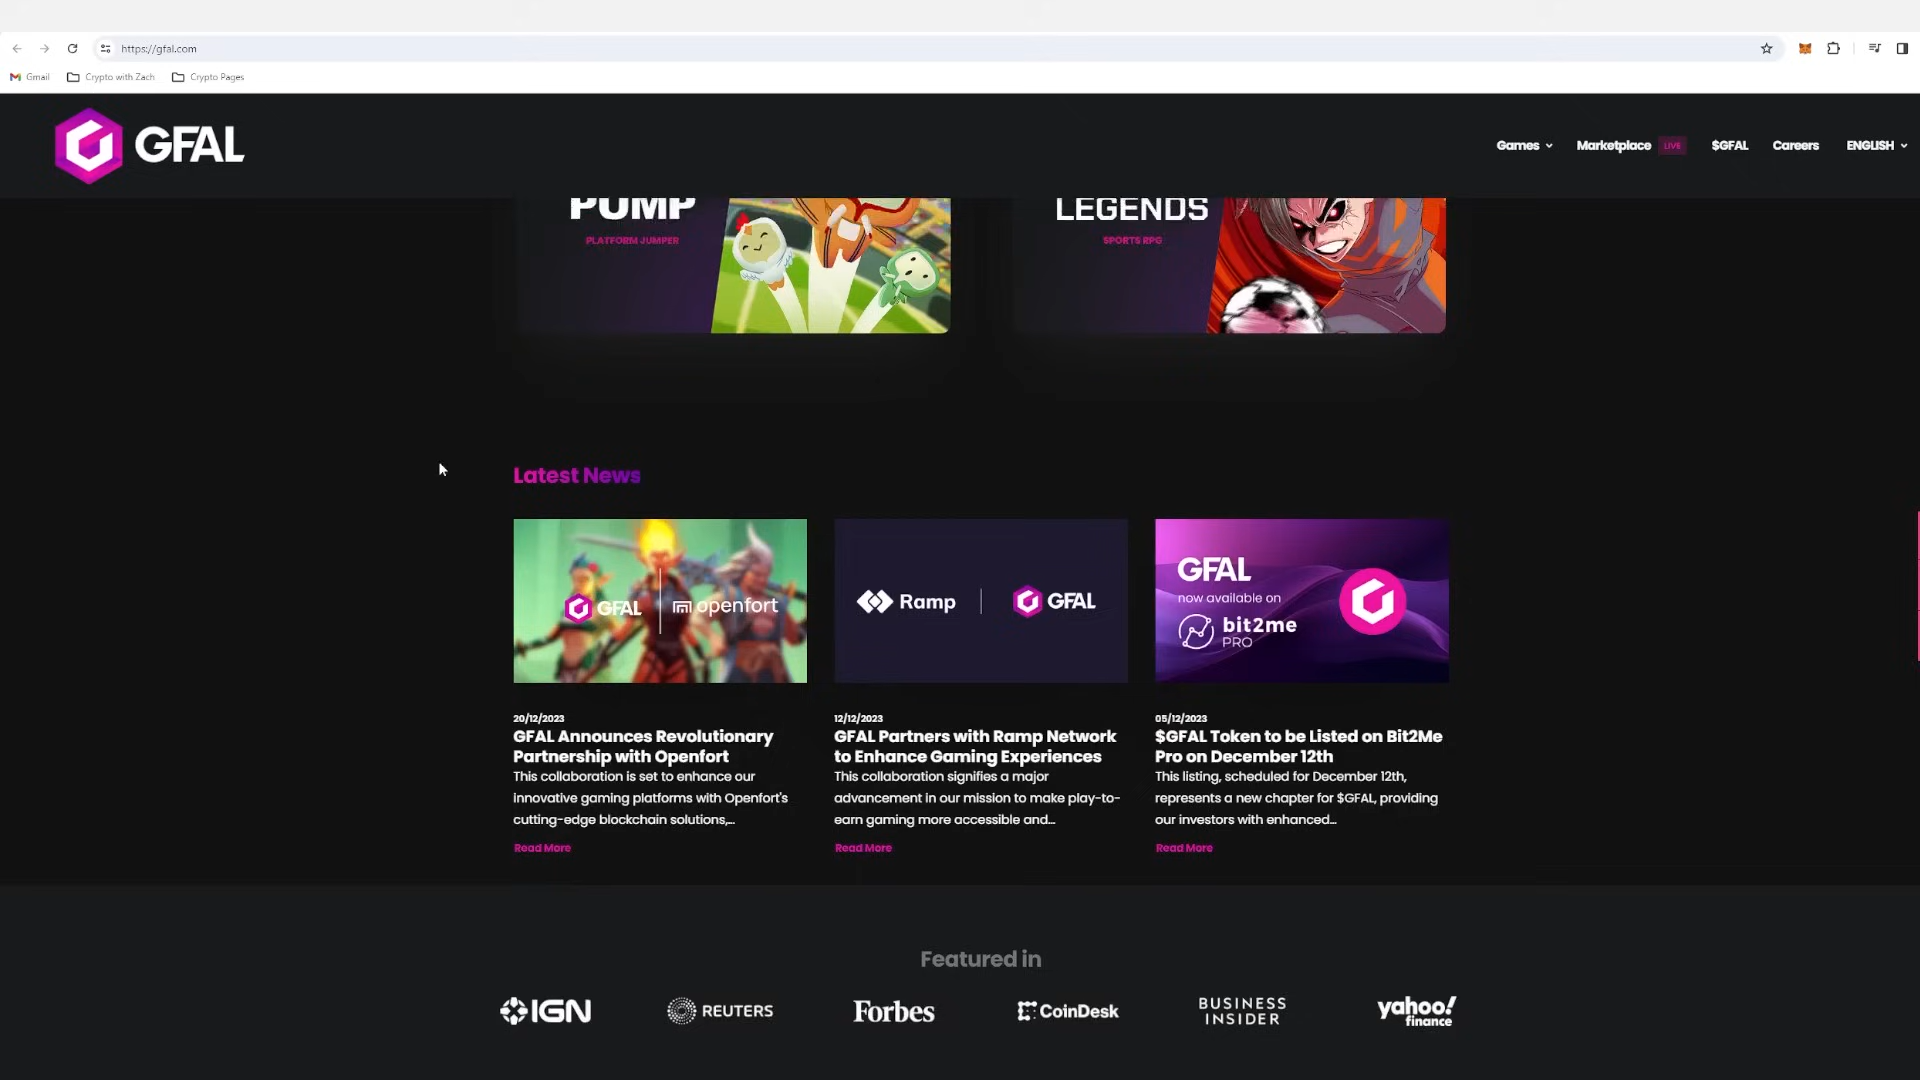 https://gfal.com
Gmail
Crypto with Zach
Crypto Pages
GFAL
Games
Marketplace
LIVE
$GFAL
Careers
ENGLISH
PUMP
PLATFORM JUMPER
LEGENDS
SPORTS RPG
Latest News
GFAL
openfort
Ramp
GFAL
GFAL
now available on
bit2me
PRO
20/12/2023
GFAL Announces Revolutionary
Partnership with Openfort
This collaboration is set to enhance our
innovative gaming platforms with Openfort's
cutting-edge blockchain solutions,...
Read More
12/12/2023
GFAL Partners with Ramp Network
to Enhance Gaming Experiences
This collaboration signifies a major
advancement in our mission to make play-to-
earn gaming more accessible and...
Read More
05/12/2023
$GFAL Token to be Listed on Bit2Me
Pro on December 12th
This listing, scheduled for December 12th,
represents a new chapter for $GFAL, providing
our investors with enhanced...
Read More
Featured in
IGN
REUTERS
Forbes
CoinDesk
BUSINESS
INSIDER
yahoo!
finance